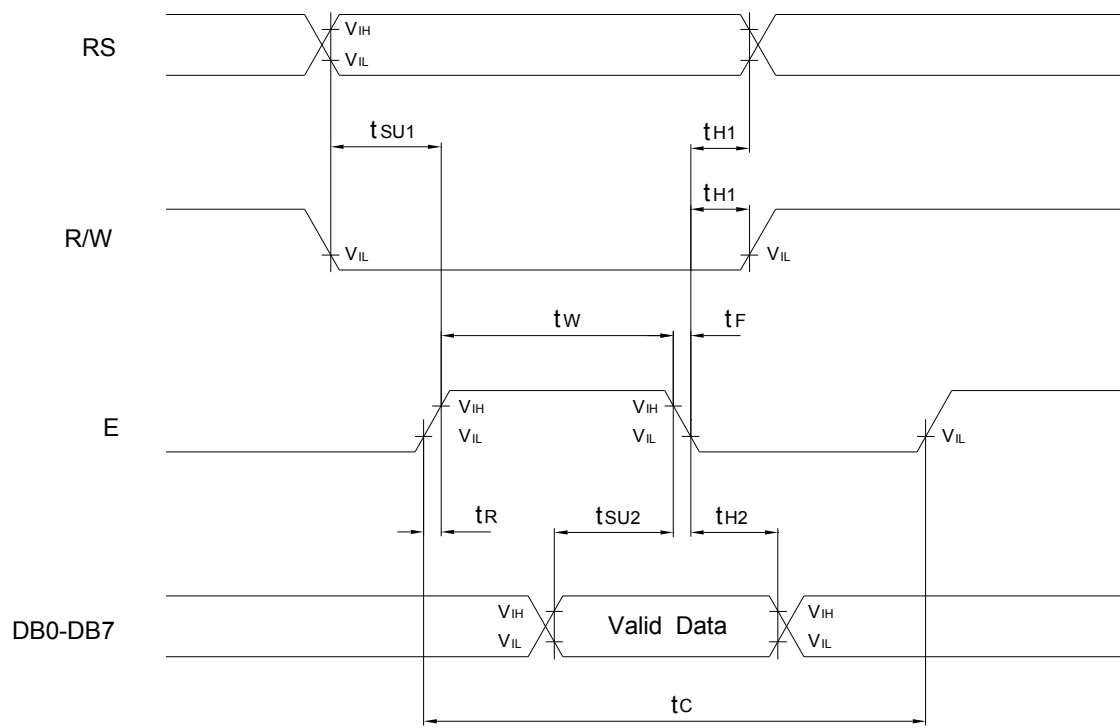 RS
VIH
VIL
tSU1
tH1
tH1
R/W
VIL
VIL
tW
tF
E
VIH
VIH
VIL
VIL
VIL
tR
tSU2
tH2
DB0-DB7
VIH
VIL
Valid Data
VIH
VIL
tC